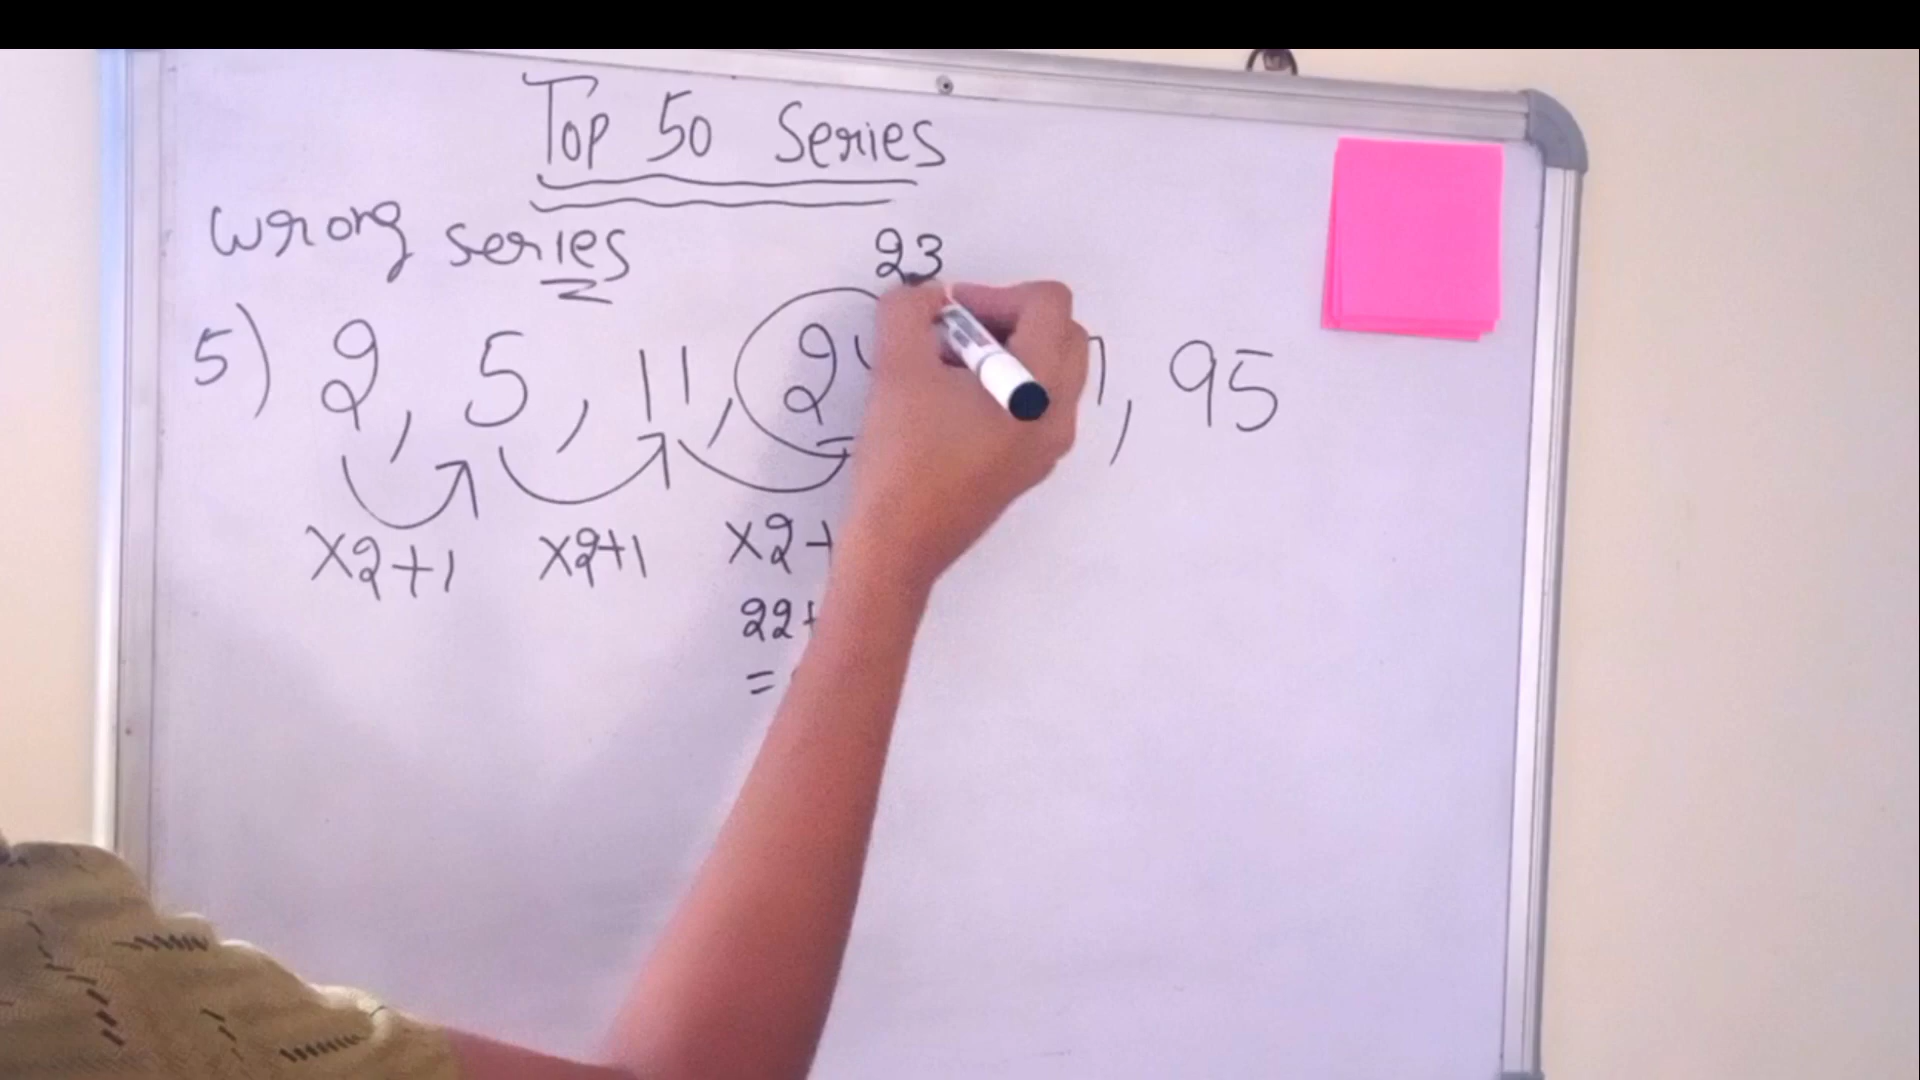 Top 50 Series
wrong series
23
5) 2, 5, 11, 2 , 95
x2+1 x2+1 x2+
22+
=